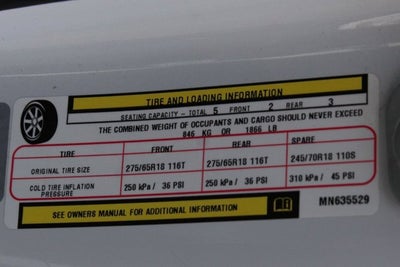 TIRE AND LOADING INFORMATION
SEATING CAPACITY - TOTAL 5 FRONT 2 REAR 3
THE COMBINED WEIGHT OF OCCUPANTS AND CARGO SHOULD NEVER EXCEED
846 KG OR 1866 LB
TIRE FRONT REAR SPARE
ORIGINAL TIRE SIZE 275/65R18 116T 275/65R18 116T 245/70R18 110S
COLD TIRE INFLATION PRESSURE 250 kPa / 36 PSI 250 kPa / 36 PSI 310 kPa / 45 PSI
SEE OWNERS MANUAL FOR ADDITIONAL INFORMATION
MN635529